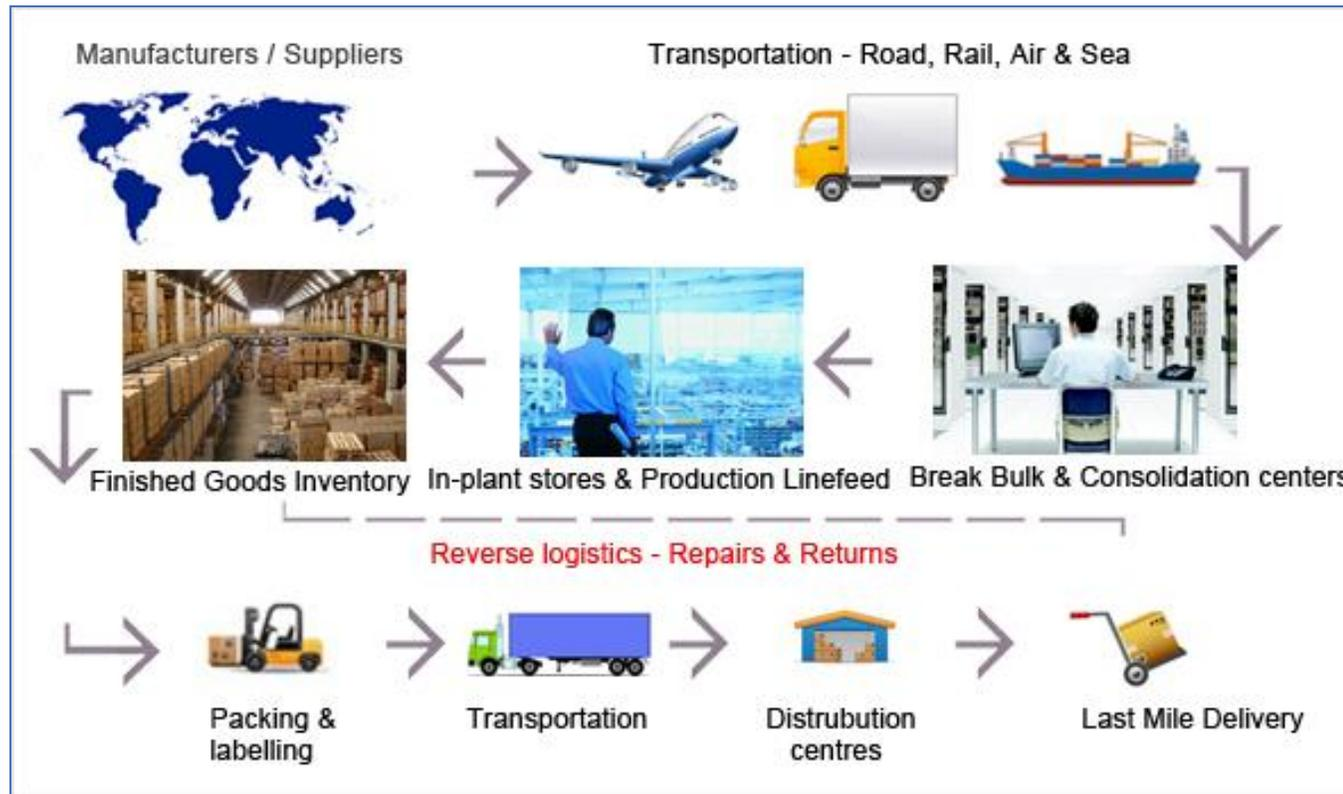 Manufacturers / Suppliers
Transportation - Road, Rail, Air & Sea
Finished Goods Inventory
In-plant stores & Production Linefeed
Break Bulk & Consolidation centers
Reverse logistics - Repairs & Returns
Packing &
labelling
Transportation
Distrubution
centres
Last Mile Delivery